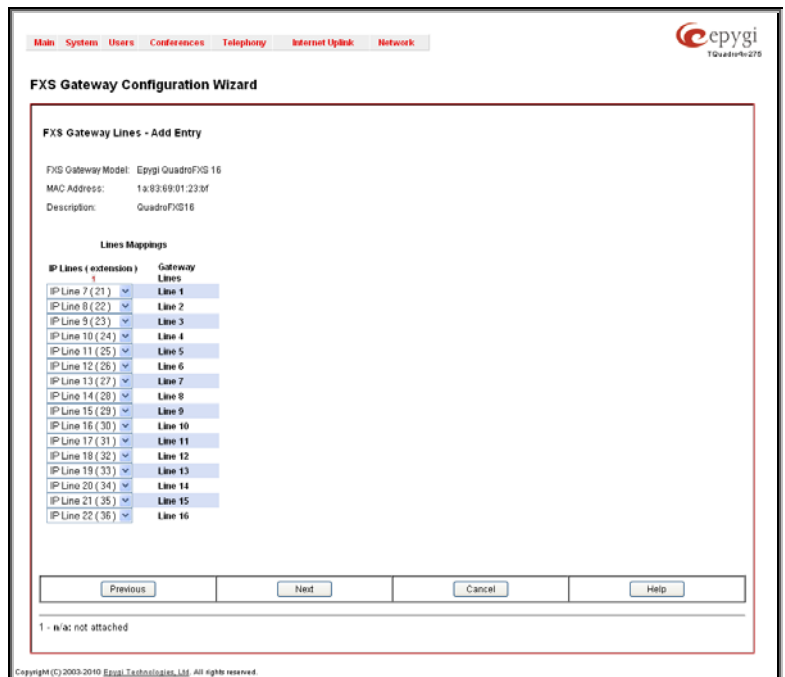 Main System Users Conferences Telephony Internet Uplink Network
epygi
FXS Gateway Configuration Wizard
FXS Gateway Lines - Add Entry
FXS Gateway Model: Epygi QuadroFXS 16
MAC Address: 1a:83:69:01:23:bf
Description: QuadroFXS16
Lines Mappings
IP Lines ( extension ) Gateway Lines
1
IP Line 7 ( 21 ) Line 1
IP Line 8 ( 22 ) Line 2
IP Line 9 ( 23 ) Line 3
IP Line 10 ( 24 ) Line 4
IP Line 11 ( 25 ) Line 5
IP Line 12 ( 26 ) Line 6
IP Line 13 ( 27 ) Line 7
IP Line 14 ( 28 ) Line 8
IP Line 15 ( 29 ) Line 9
IP Line 16 ( 30 ) Line 10
IP Line 17 ( 31 ) Line 11
IP Line 18 ( 32 ) Line 12
IP Line 19 ( 33 ) Line 13
IP Line 20 ( 34 ) Line 14
IP Line 21 ( 35 ) Line 15
IP Line 22 ( 36 ) Line 16
Previous Next Cancel Help
1 - n/a: not attached
Copyright (C) 2003-2010 Epygi Technologies, Ltd. All rights reserved.